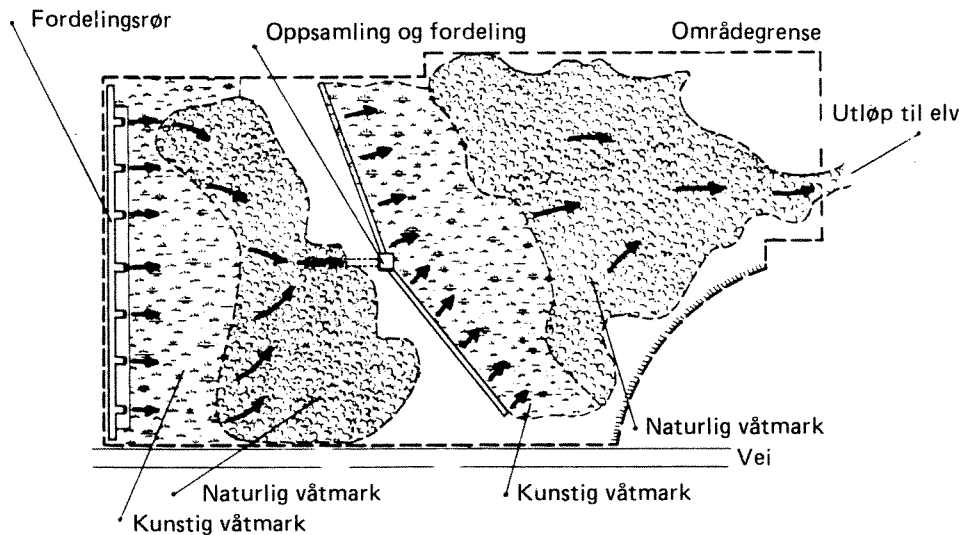 Fordelingsrør
Oppsamling og fordeling
Områdegrense
Utløp til elv
Naturlig våtmark
Vei
Naturlig våtmark
Kunstig våtmark
Kunstig våtmark